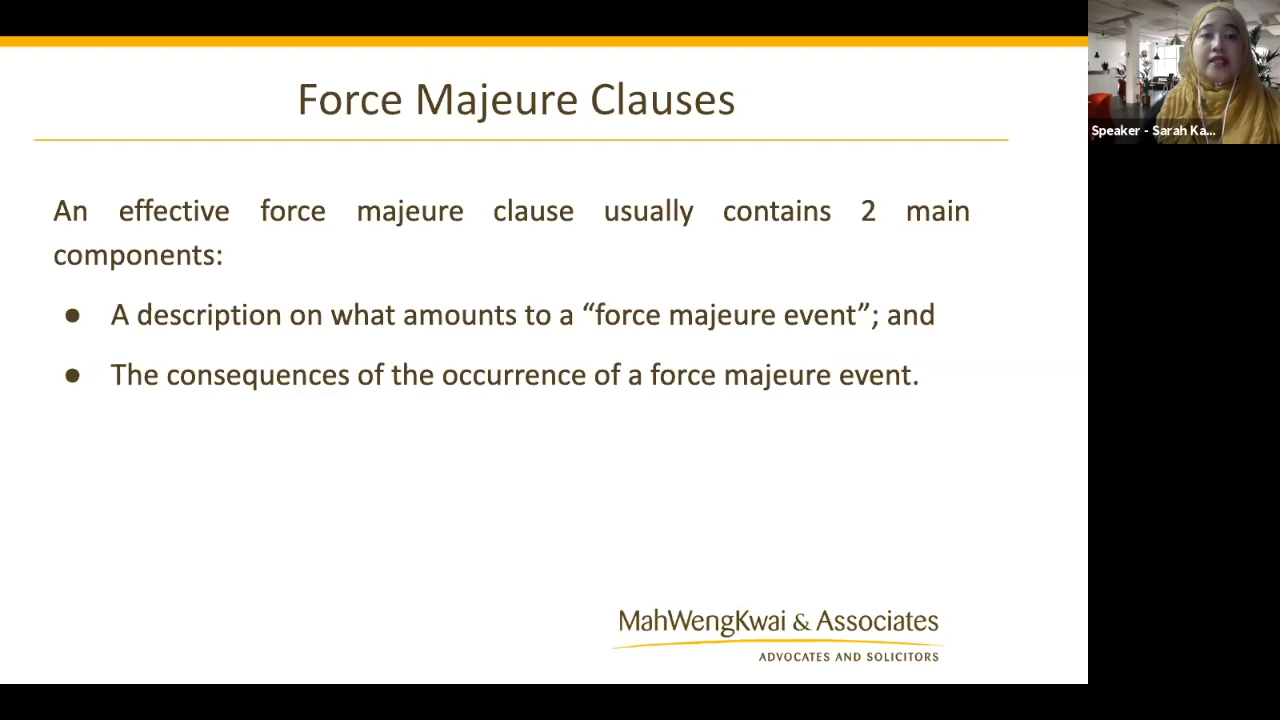 Force Majeure Clauses
Speaker - Sarah Ka...
An effective force majeure clause usually contains 2 main
components:
● A description on what amounts to a “force majeure event”; and
● The consequences of the occurrence of a force majeure event.
MahWengKwai & Associates
ADVOCATES AND SOLICITORS